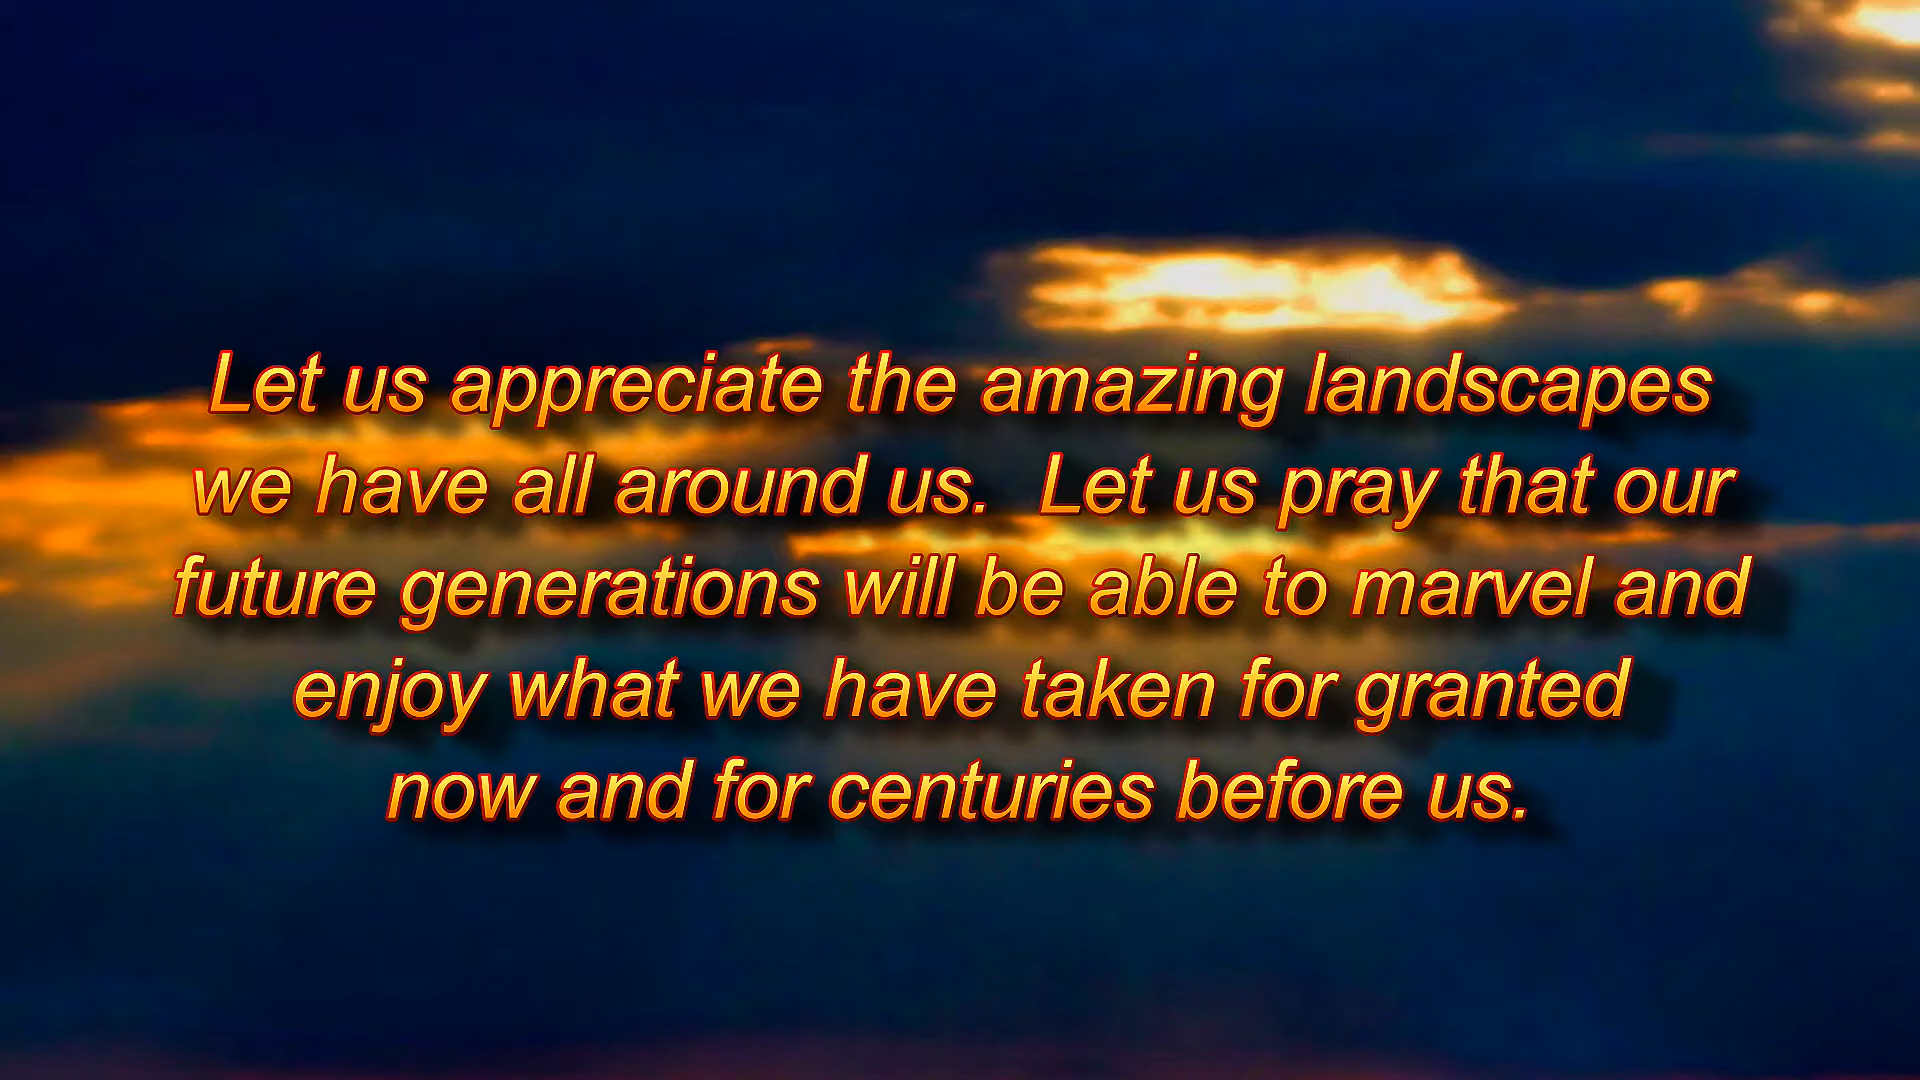 Let us appreciate the amazing landscapes
we have all around us.  Let us pray that our
future generations will be able to marvel and
enjoy what we have taken for granted
now and for centuries before us.